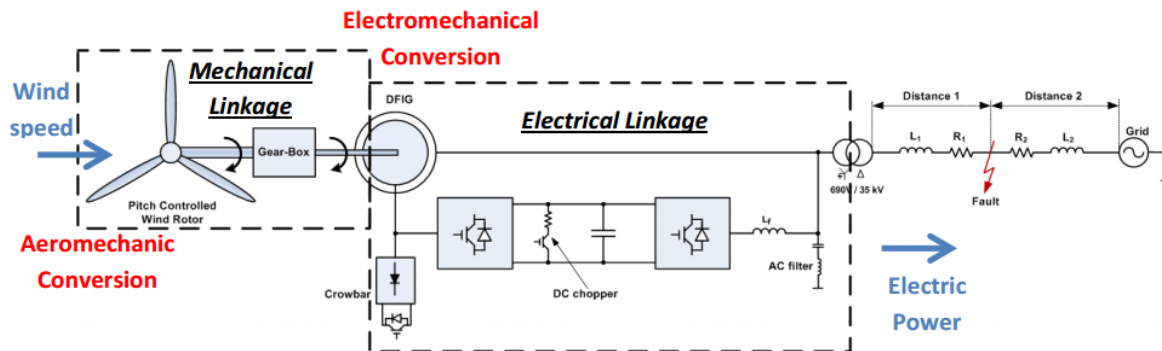 Electromechanical
Conversion
Wind
speed
Mechanical
Linkage
DFIG
Electrical Linkage
Distance 1
Distance 2
Gear-Box
L₁
R₁
R₂
L₂
Grid
Pitch Controlled
Wind Rotor
690V / 35 kV
Δ
Fault
Aeromechanic
Conversion
Lf
AC filter
Crowbar
DC chopper
Electric
Power